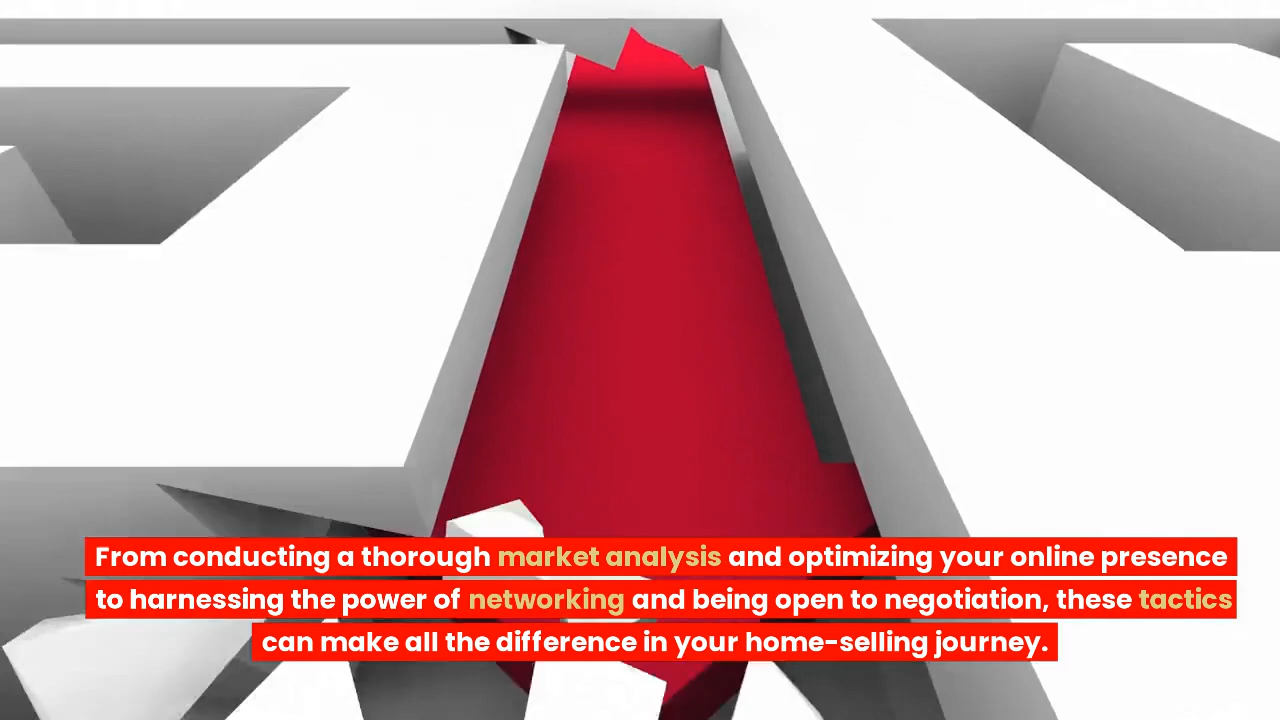 From conducting a thorough market analysis and optimizing your online presence
to harnessing the power of networking and being open to negotiation, these tactics
can make all the difference in your home-selling journey.